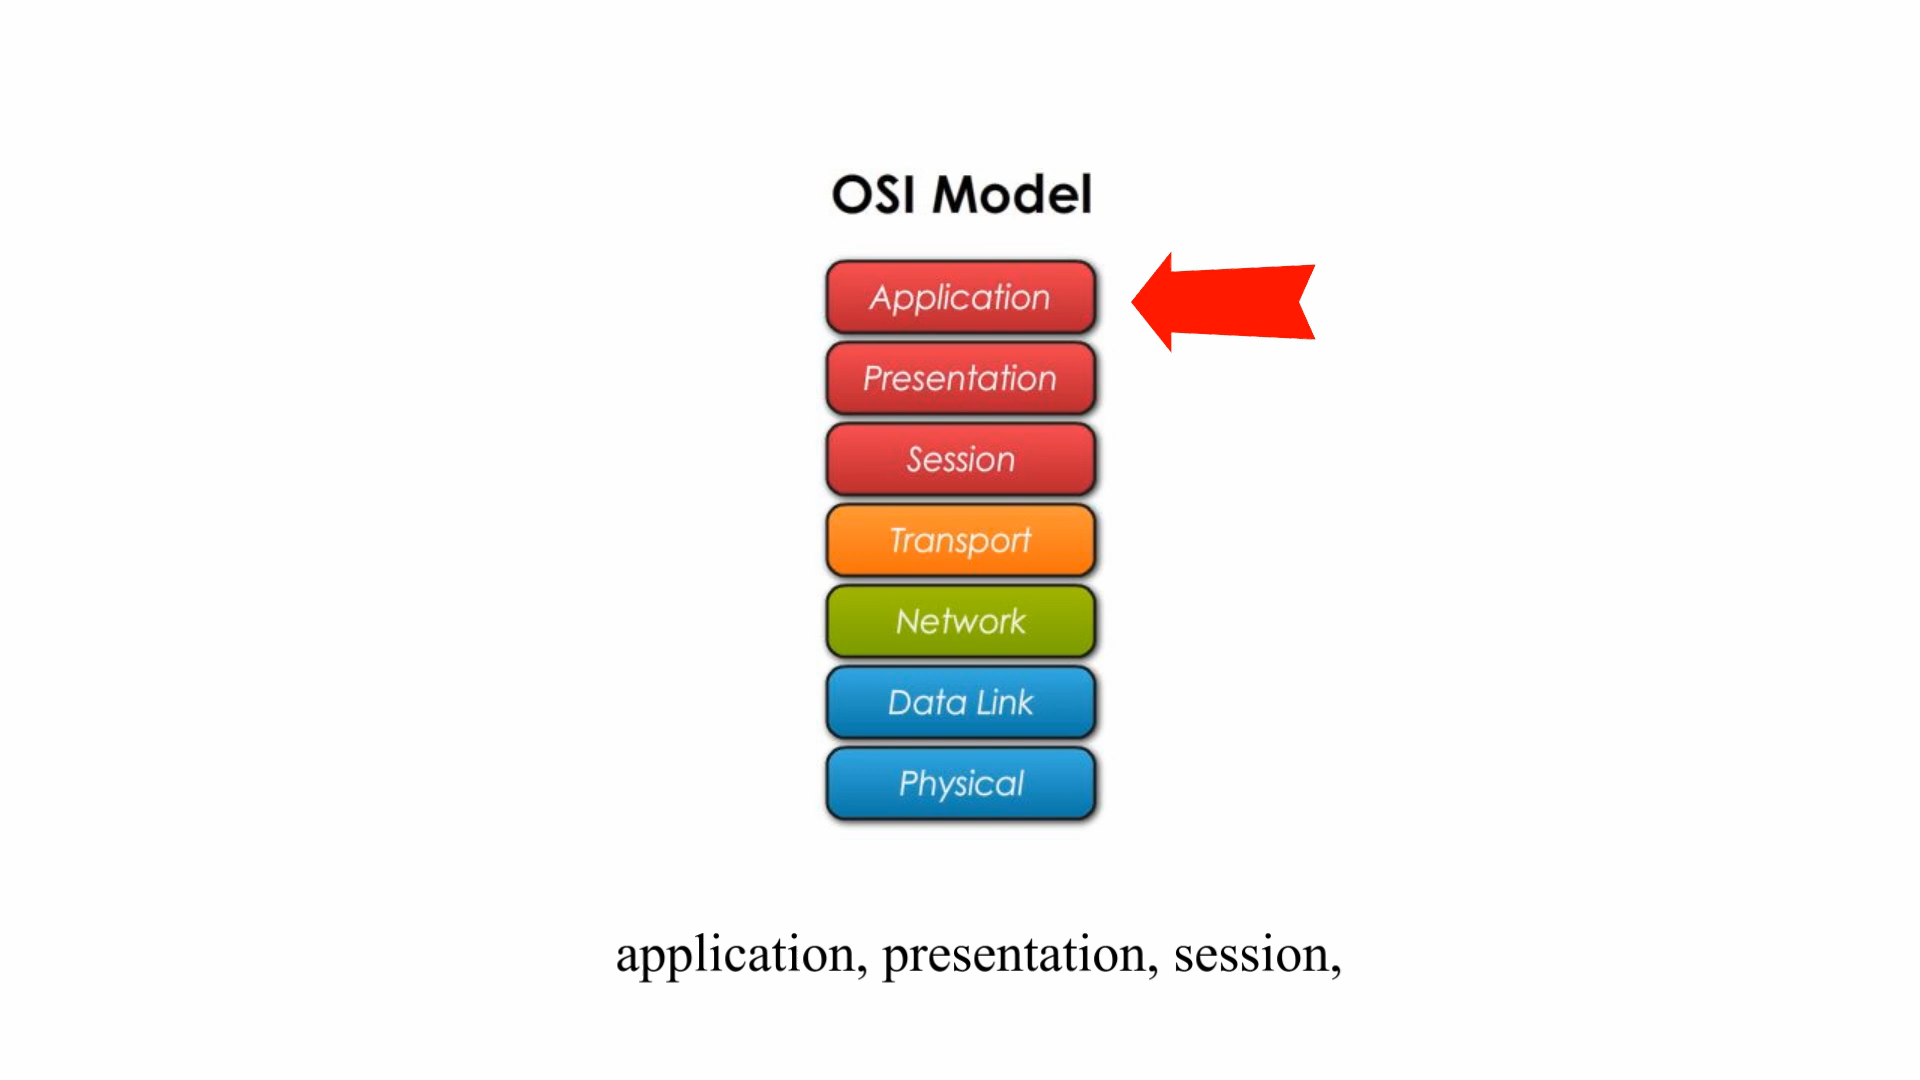 OSI Model
Application
Presentation
Session
Transport
Network
Data Link
Physical
application, presentation, session,